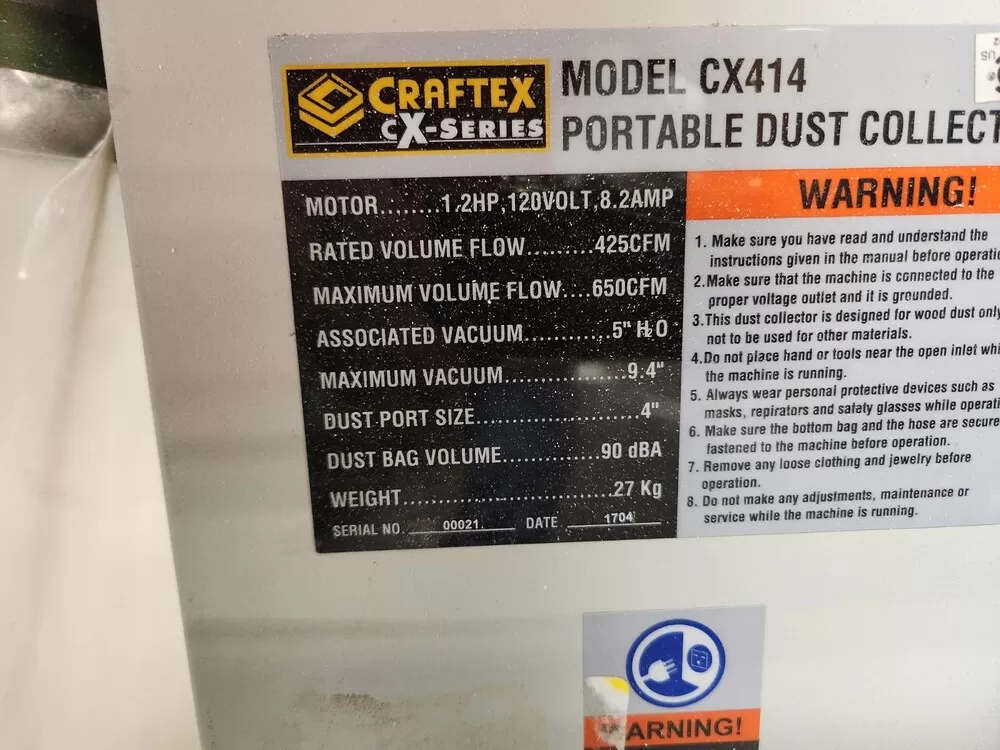 CRAFTEX
CX-SERIES
MODEL CX414
PORTABLE DUST COLLECT
MOTOR........1.2HP,120VOLT,8.2AMP
RATED VOLUME FLOW.........425CFM
MAXIMUM VOLUME FLOW....650CFM
ASSOCIATED VACUUM............5" H2O
MAXIMUM VACUUM.................9.4"
DUST PORT SIZE.......................4"
DUST BAG VOLUME.............90 dBA
WEIGHT..............................27 Kg
SERIAL NO. 00021 DATE 1704
WARNING!
1. Make sure you have read and understand the
instructions given in the manual before operatio
2.Make sure that the machine is connected to the
proper voltage outlet and it is grounded.
3.This dust collector is designed for wood dust only
not to be used for other materials.
4.Do not place hand or tools near the open inlet whi
the machine is running.
5. Always wear personal protective devices such as
masks, repirators and safaty glasses while operati
6. Make sure the bottom bag and the hose are secure
fastened to the machine before operation.
7. Remove any loose clothing and jewelry before
operation.
8. Do not make any adjustments, maintenance or
service while the machine is running.
WARNING!
US